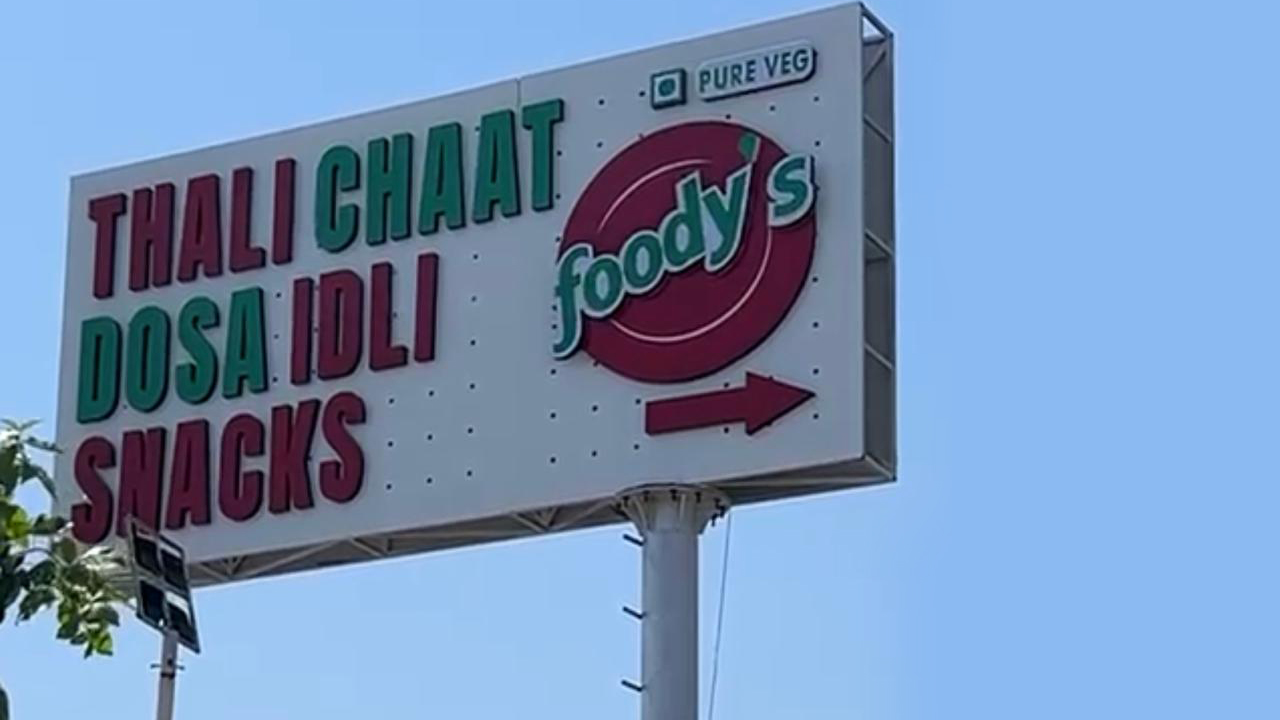 PURE VEG
THALI CHAAT
DOSA IDLI
SNACKS
foody's